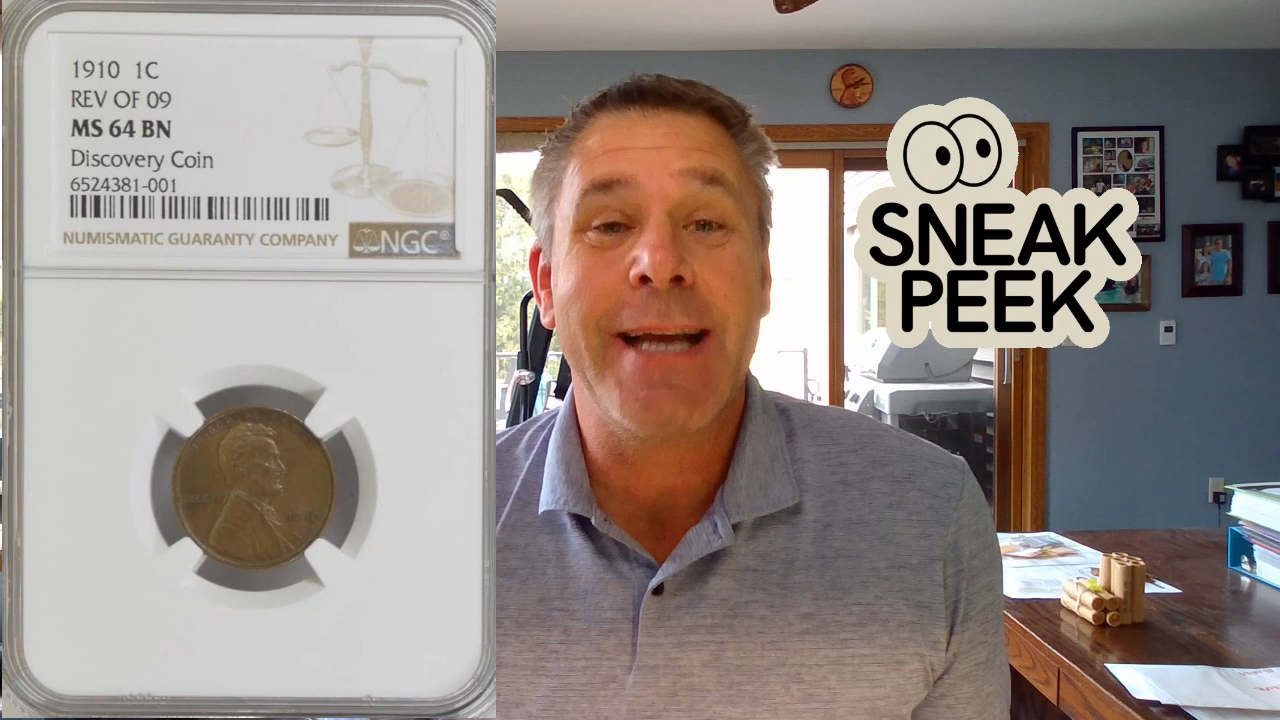 1910 1C
REV OF 09
MS 64 BN
Discovery Coin
6524381-001
NUMISMATIC GUARANTY COMPANY
NGC®
SNEAK
PEEK